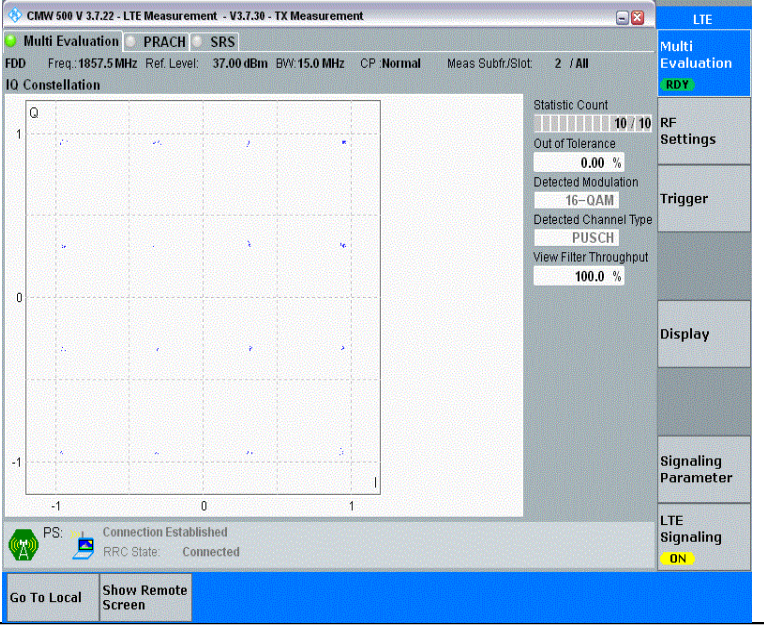 CMW 500 V 3.7.22 - LTE Measurement - V3.7.30 - TX Measurement
LTE
Multi Evaluation PRACH SRS
FDD Freq.: 1857.5 MHz Ref. Level: 37.00 dBm BW: 15.0 MHz CP :Normal Meas Subfr./Slot: 2 / All
IQ Constellation
Q
1
0
-1
-1 0 1
I
Statistic Count
10 / 10
Out of Tolerance
0.00 %
Detected Modulation
16-QAM
Detected Channel Type
PUSCH
View Filter Throughput
100.0 %
Multi
Evaluation
RDY
RF
Settings
Trigger
Display
Signaling
Parameter
LTE
Signaling
ON
PS: Connection Established
RRC State: Connected
Go To Local
Show Remote
Screen